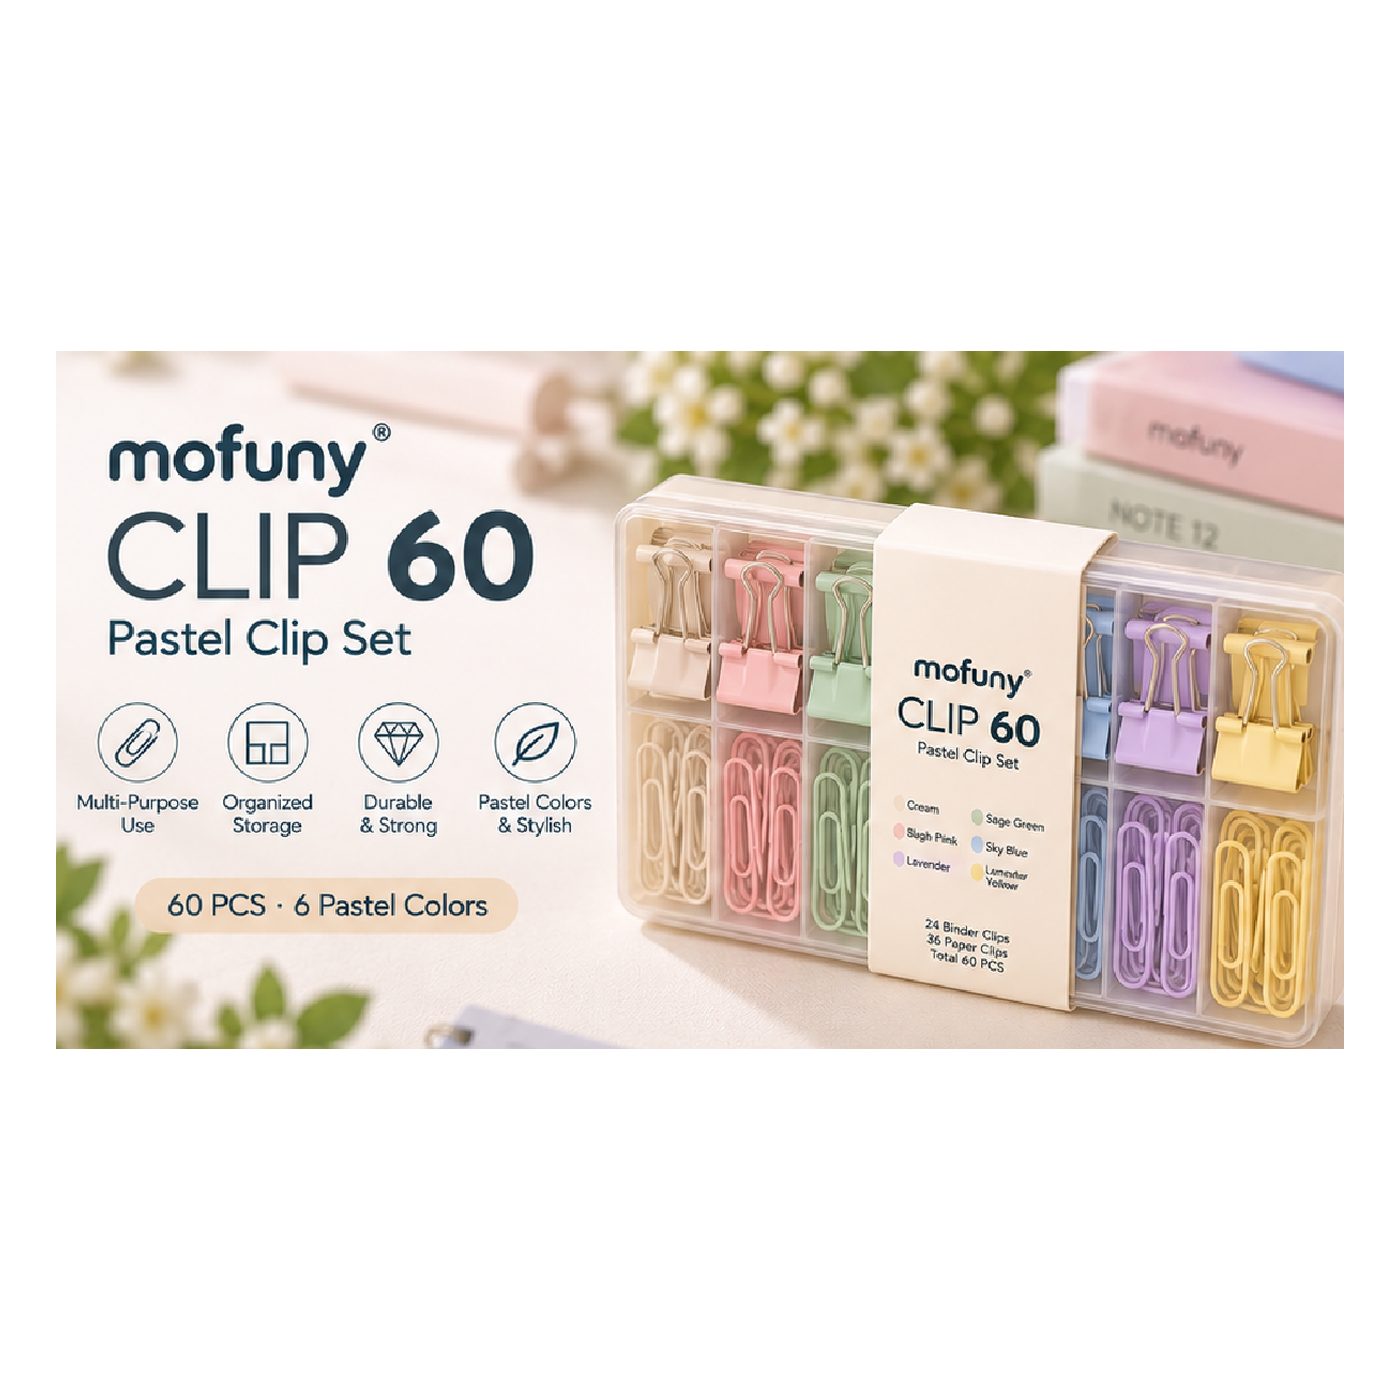 mofuny®
CLIP 60
Pastel Clip Set
Multi-Purpose
Use
Organized
Storage
Durable
& Strong
Pastel Colors
& Stylish
60 PCS · 6 Pastel Colors
mofuny
NOTE 12
mofuny®
CLIP 60
Pastel Clip Set
Cream
Sage Green
Sky Blue
Lavender
24 Binder Clips
36 Paper Clips
Total 60 PCS